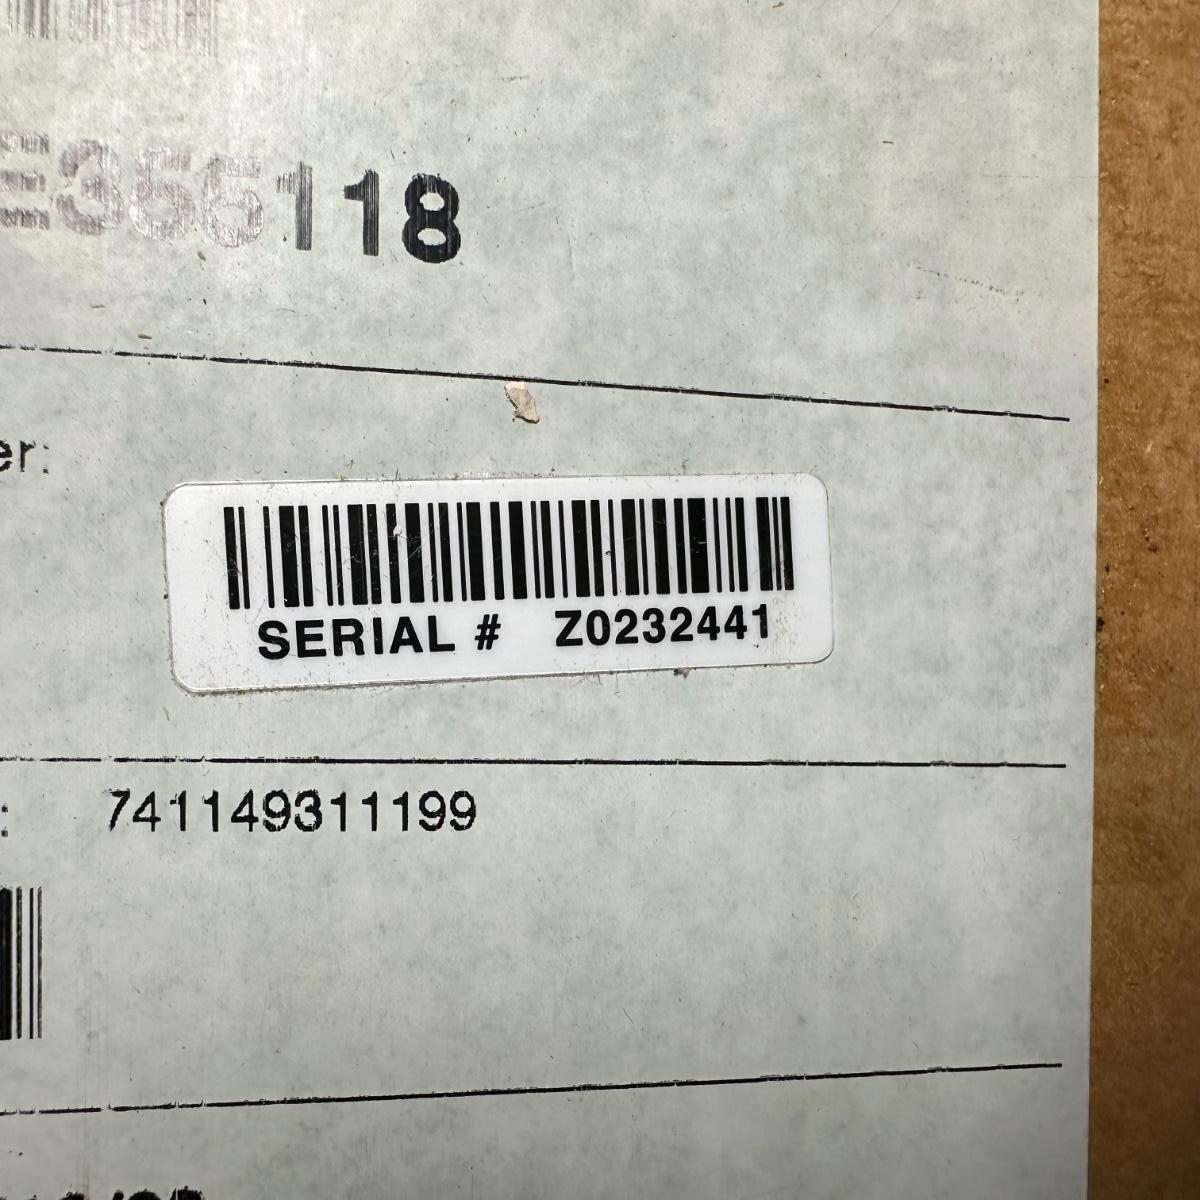 E355118
er:
SERIAL # Z0232441
: 741149311199